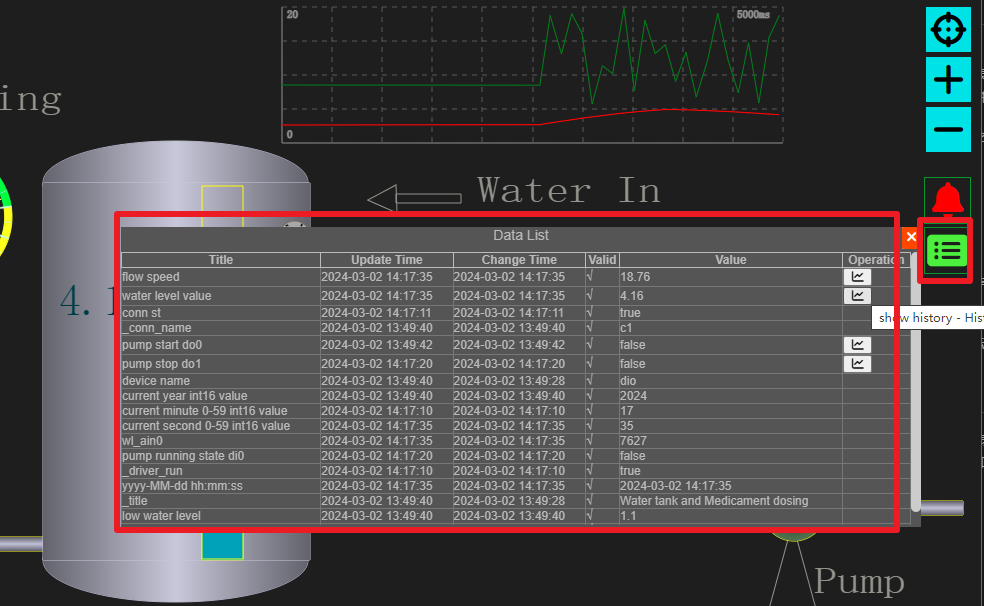 20
5000ms
0
ing
Water In
4.1
Data List
Title Update Time Change Time Valid Value Operation
flow speed 2024-03-02 14:17:35 2024-03-02 14:17:35 √ 18.76
water level value 2024-03-02 14:17:35 2024-03-02 14:17:35 √ 4.16
conn st 2024-03-02 14:17:11 2024-03-02 14:17:11 √ true
show history - His
_conn_name 2024-03-02 13:49:40 2024-03-02 13:49:40 √ c1
pump start do0 2024-03-02 13:49:42 2024-03-02 13:49:42 √ false
pump stop do1 2024-03-02 14:17:20 2024-03-02 14:17:20 √ false
device name 2024-03-02 13:49:40 2024-03-02 13:49:28 √ dio
current year int16 value 2024-03-02 13:49:40 2024-03-02 13:49:40 √ 2024
current minute 0-59 int16 value 2024-03-02 14:17:10 2024-03-02 14:17:10 √ 17
current second 0-59 int16 value 2024-03-02 14:17:35 2024-03-02 14:17:35 √ 35
wl_ain0 2024-03-02 14:17:35 2024-03-02 14:17:35 √ 7627
pump running state di0 2024-03-02 14:17:20 2024-03-02 14:17:20 √ false
_driver_run 2024-03-02 14:17:10 2024-03-02 14:17:10 √ true
yyyy-MM-dd hh:mm:ss 2024-03-02 14:17:35 2024-03-02 14:17:35 √ 2024-03-02 14:17:35
_title 2024-03-02 13:49:40 2024-03-02 13:49:28 √ Water tank and Medicament dosing
low water level 2024-03-02 13:49:40 2024-03-02 13:49:40 √ 1.1
Pump